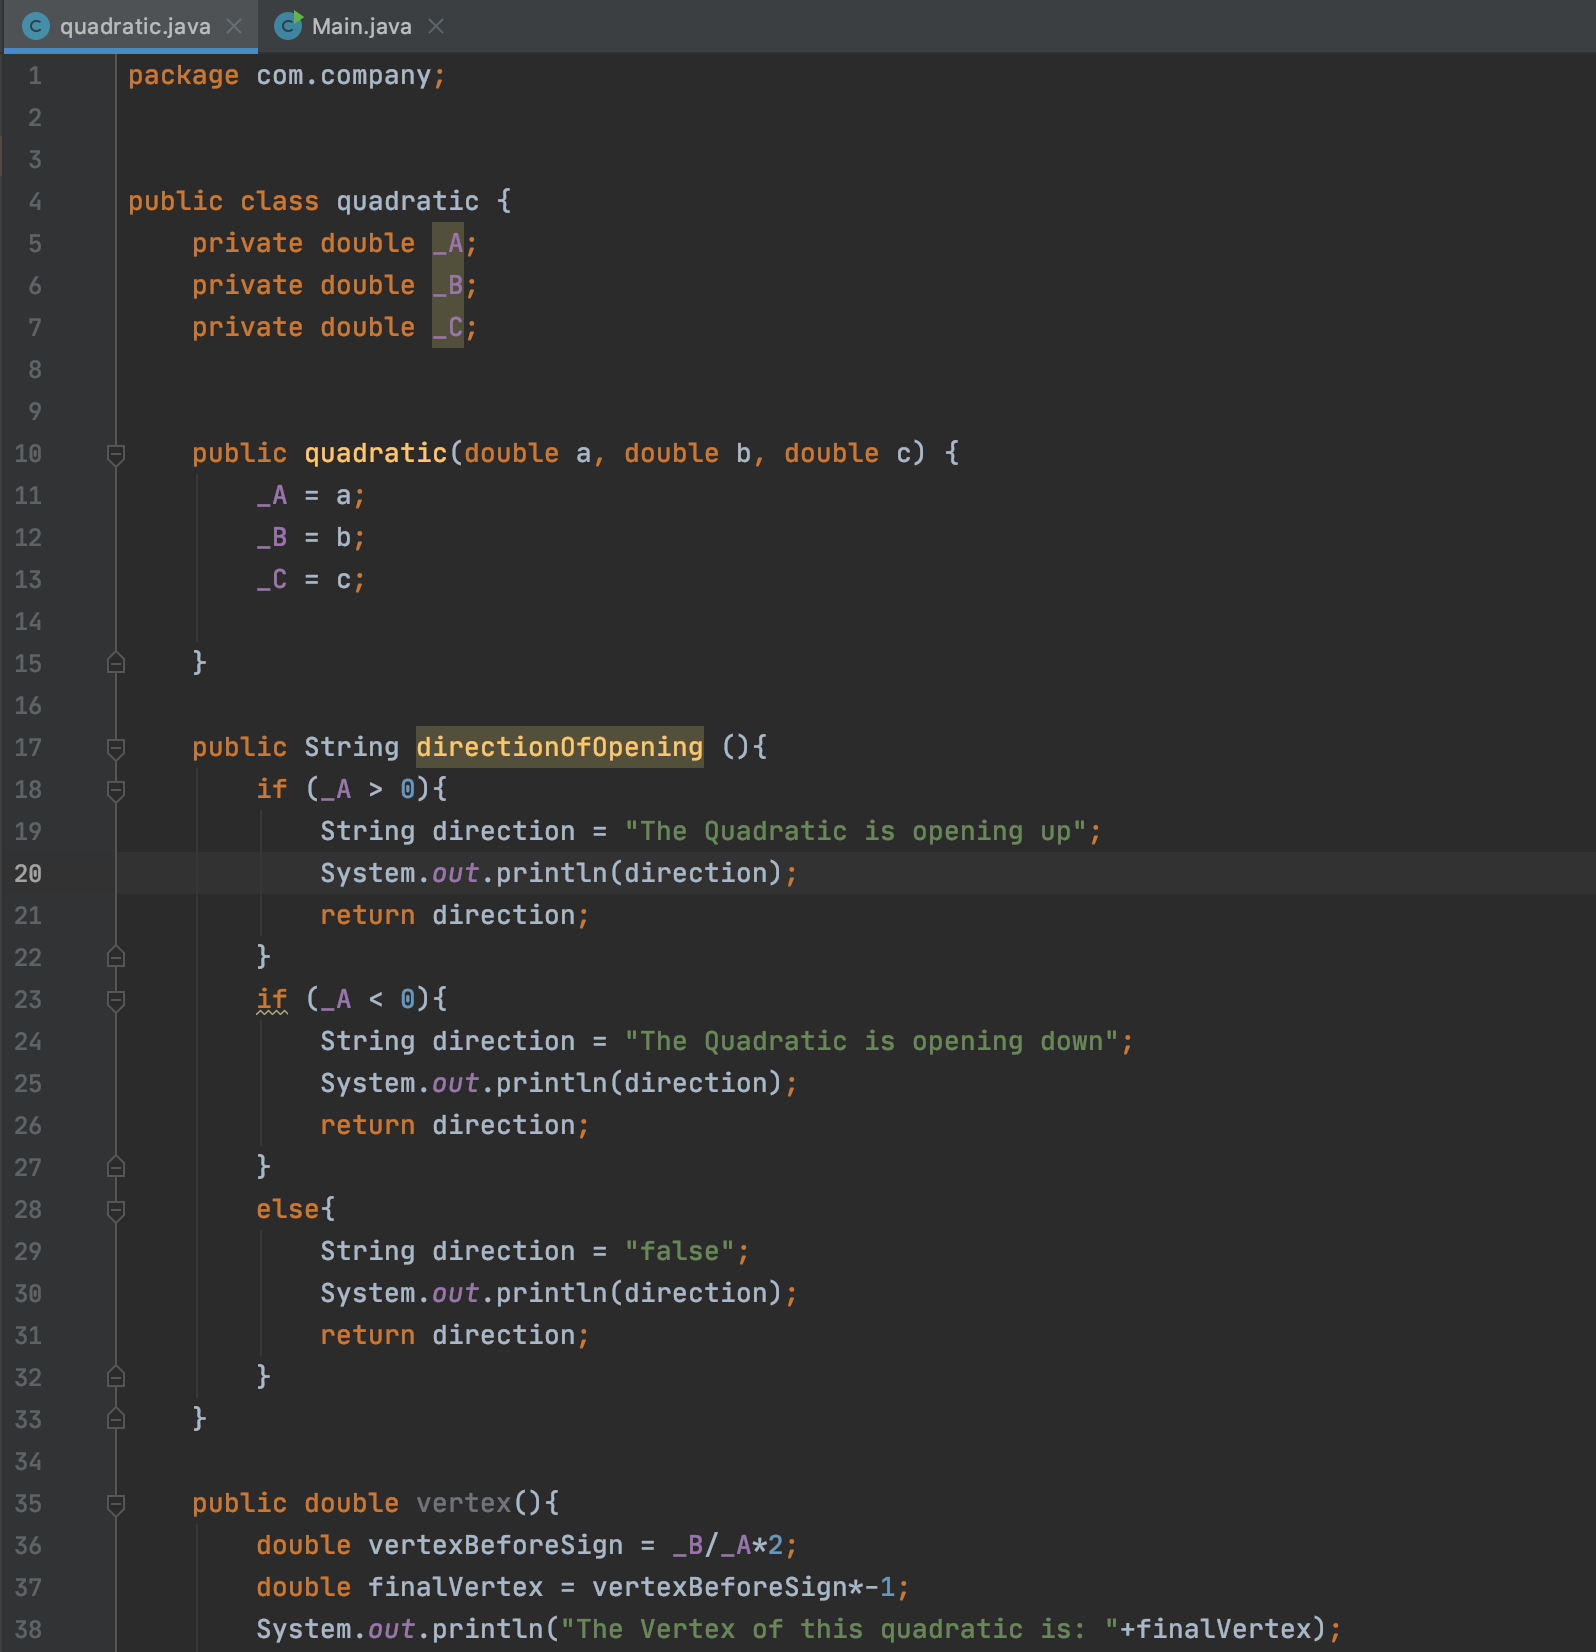 quadratic.java Main.java
1 package com.company;
2
3
4 public class quadratic {
5 private double _A;
6 private double _B;
7 private double _C;
8
9
10 public quadratic(double a, double b, double c) {
11 _A = a;
12 _B = b;
13 _C = c;
14
15 }
16
17 public String directionOfOpening (){
18 if (_A > 0){
19 String direction = "The Quadratic is opening up";
20 System.out.println(direction);
21 return direction;
22 }
23 if (_A < 0){
24 String direction = "The Quadratic is opening down";
25 System.out.println(direction);
26 return direction;
27 }
28 else{
29 String direction = "false";
30 System.out.println(direction);
31 return direction;
32 }
33 }
34
35 public double vertex(){
36 double vertexBeforeSign = _B/_A*2;
37 double finalVertex = vertexBeforeSign*-1;
38 System.out.println("The Vertex of this quadratic is: "+finalVertex);